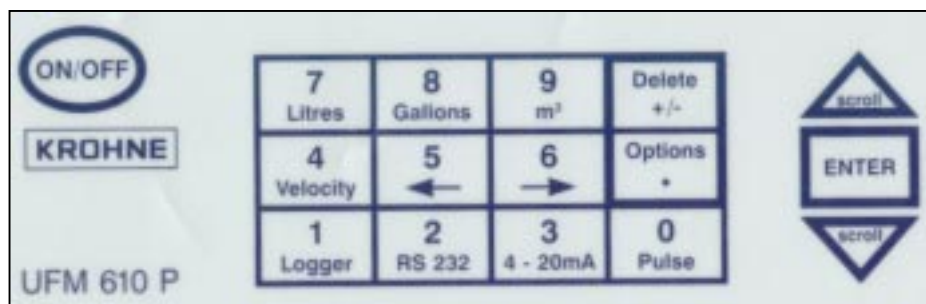 ON/OFF
KROHNE
UFM 610 P
7 8 9 Delete
Litres Gallons m³ +/-
4 5 6 Options
Velocity ← → •
1 2 3 0
Logger RS 232 4 - 20mA Pulse
scroll
ENTER
scroll